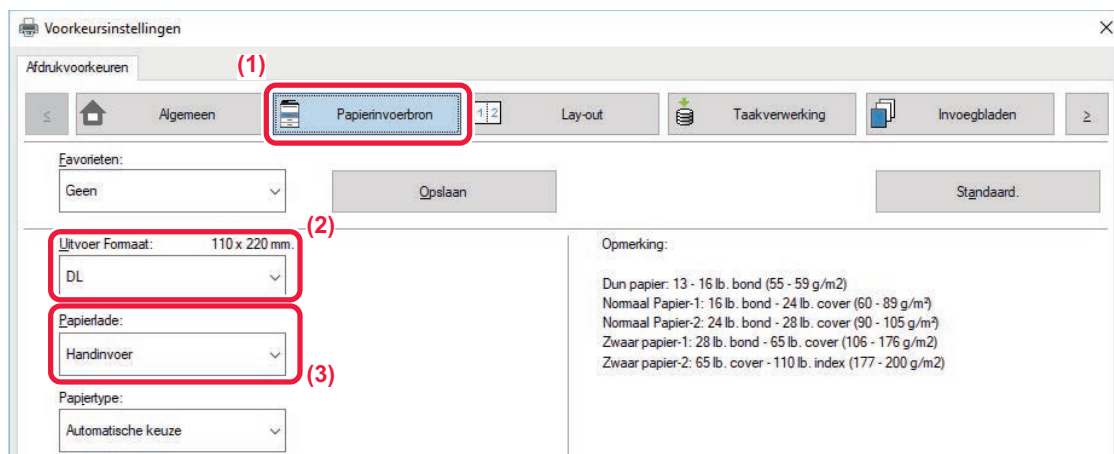 Voorkeursinstellingen
Afdrukvoorkeuren
(1)
< Algemeen Papierinvoerbron 1 2 Lay-out Taakverwerking Invoegbladen >
Favorieten:
Geen Opslaan Standaard.
(2)
Uitvoer Formaat: 110 x 220 mm.
DL
Papierlade:
Handinvoer
(3)
Papiertype:
Automatische keuze
Opmerking:
Dun papier: 13 - 16 lb. bond (55 - 59 g/m2)
Normaal Papier-1: 16 lb. bond - 24 lb. cover (60 - 89 g/m²)
Normaal Papier-2: 24 lb. bond - 28 lb. cover (90 - 105 g/m²)
Zwaar papier-1: 28 lb. bond - 65 lb. cover (106 - 176 g/m2)
Zwaar papier-2: 65 lb. cover - 110 lb. index (177 - 200 g/m2)